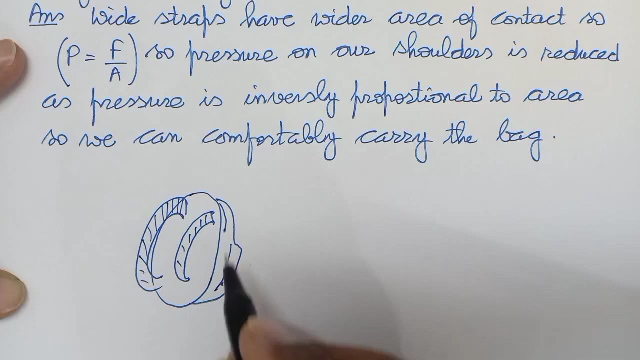 Ans Wide straps have wider area of contact so
(P = F/A) so pressure on our shoulders is reduced
as pressure is inversly propostional to area
so we can comfortably carry the bag.